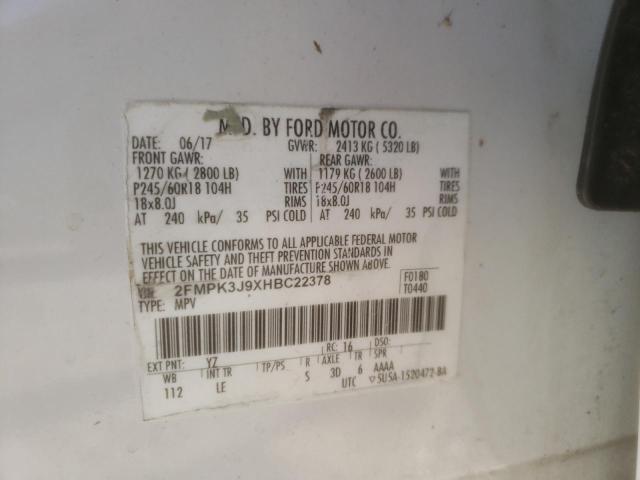 M D. BY FORD MOTOR CO.
DATE: 06/17 GVWR: 2413 KG ( 5320 LB)
FRONT GAWR: REAR GAWR:
1270 KG ( 2800 LB) WITH 1179 KG ( 2600 LB) WITH
P245/60R18 104H TIRES P245/60R18 104H TIRES
18x8.0J RIMS 18x8.0J RIMS
AT 240 kPa/ 35 PSI COLD AT 240 kPa/ 35 PSI COLD
THIS VEHICLE CONFORMS TO ALL APPLICABLE FEDERAL MOTOR
VEHICLE SAFETY AND THEFT PREVENTION STANDARDS IN
EFFECT ON THE DATE OF MANUFACTURE SHOWN ABOVE.
VIN: 2FMPK3J9XHBC22378 F0180
TYPE: MPV T0440
EXT PNT: YZ RC: 16 DSO:
WB INT TR TP/PS R AXLE TR SPR
112 LE S 3D 6 AAAA
UTC ▽5U5A-1520472-BA